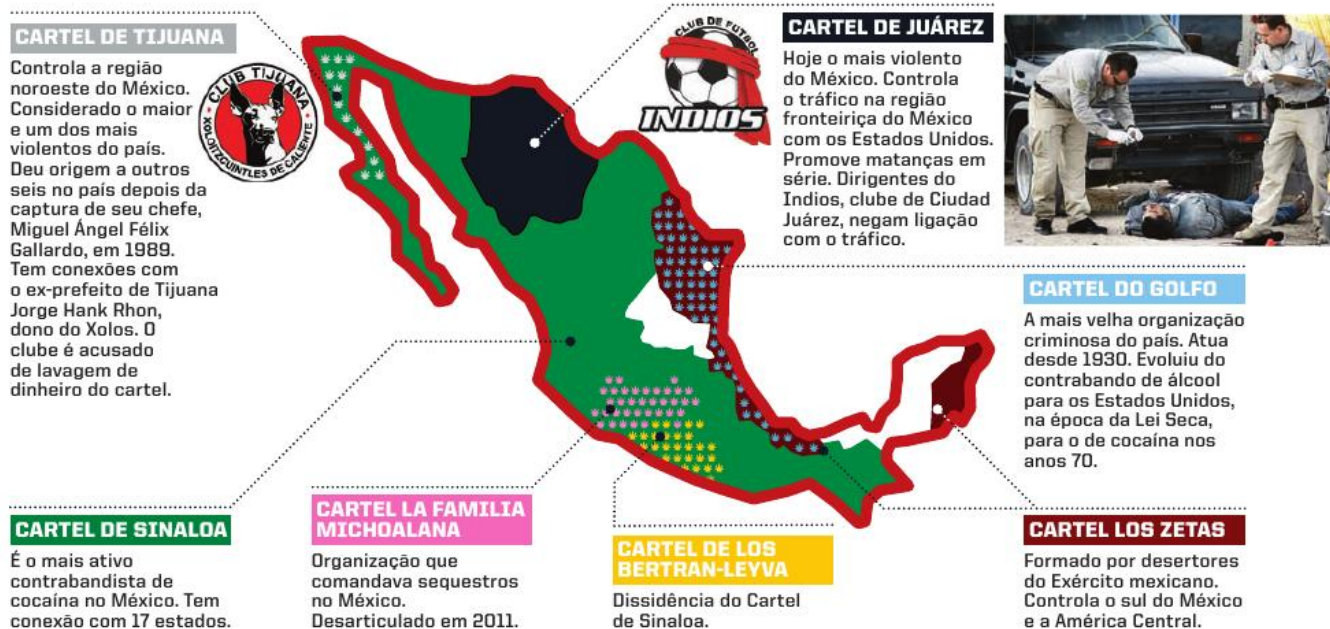 CARTEL DE TIJUANA
Controla a região
noroeste do México.
Considerado o maior
e um dos mais
violentos do país.
Deu origem a outros
seis no país depois da
captura de seu chefe,
Miguel Ángel Félix
Gallardo, em 1989.
Tem conexões com
o ex-prefeito de Tijuana
Jorge Hank Rhon,
dono do Xolos. O
clube é acusado
de lavagem de
dinheiro do cartel.
CLUB TIJUANA
XOLOITZCUINTLES DE CALIENTE
CLUB DE FUTBOL
INDIOS
CARTEL DE JUÁREZ
Hoje o mais violento
do México. Controla
o tráfico na região
fronteiriça do México
com os Estados Unidos.
Promove matanças em
série. Dirigentes do
Indios, clube de Ciudad
Juárez, negam ligação
com o tráfico.
CARTEL DO GOLFO
A mais velha organização
criminosa do país. Atua
desde 1930. Evoluiu do
contrabando de álcool
para os Estados Unidos,
na época da Lei Seca,
para o de cocaína nos
anos 70.
CARTEL DE SINALOA
É o mais ativo
contrabandista de
cocaína no México. Tem
conexão com 17 estados.
CARTEL LA FAMILIA
MICHOALANA
Organização que
comandava sequestros
no México.
Desarticulado em 2011.
CARTEL DE LOS
BERTRAN-LEYVA
Dissidência do Cartel
de Sinaloa.
CARTEL LOS ZETAS
Formado por desertores
do Exército mexicano.
Controla o sul do México
e a América Central.